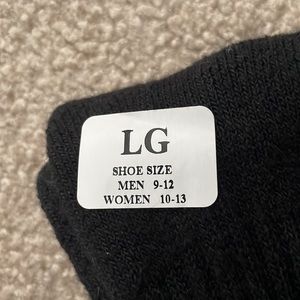 LG
SHOE SIZE
MEN 9-12
WOMEN 10-13